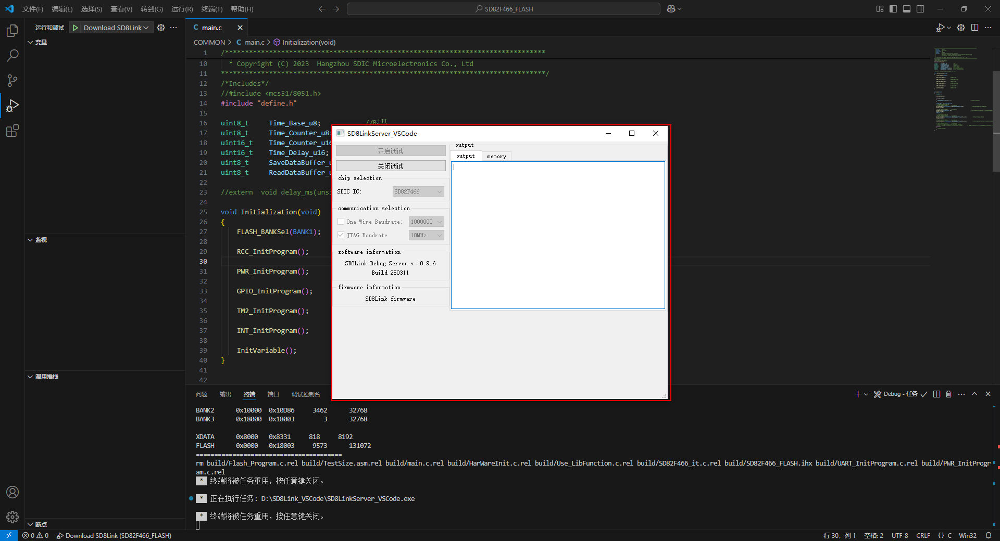 文件(F) 编辑(E) 选择(S) 查看(V) 转到(G) 运行(R) 终端(T) 帮助(H) SD82F466_FLASH
运行和调试 Download SD8Link main.c
变量
监视
调用堆栈
断点
COMMON main.c Initialization(void)
1 /********************************************************************************
10 * Copyright (C) 2023  Hangzhou SDIC Microelectronics Co., Ltd
11 *********************************************************************************/
12 /*Includes*/
13 //#include <mcs51/8051.h>
14 #include "define.h"
15
16 uint8_t     Time_Base_u8;           //时基
17 uint8_t     Time_Counter_u8;
18 uint16_t    Time_Counter_u16
19 uint16_t    Time_Delay_u16;
20 uint8_t     SaveDataBuffer_u
21 uint8_t     ReadDataBuffer_u
22
23 //extern  void delay_ms(unsi
24
25 void Initialization(void)
26 {
27     FLASH_BANKSel(BANK1);
28
29     RCC_InitProgram();
30
31     PWR_InitProgram();
32
33     GPIO_InitProgram();
34
35     TM2_InitProgram();
36
37     INT_InitProgram();
38
39     InitVariable();
40 }
41
42
SD8LinkServer_VSCode
开启调试
关闭调试
chip selection
SDIC IC: SD82F466
communication selection
One Wire Baudrate: 1000000
JTAG Baudrate 10MHz
software information
SD8Link Debug Server v. 0.9.6
Build 250311
firmware information
SD8Link firmware
output
output memory
问题 输出 终端 端口 调试控制台 Debug - 任务
BANK2      0x10000  0x10D86     3462      32768
BANK3      0x18000  0x18003        3      32768
XDATA      0x8000   0x8331     818     8192
FLASH      0x0000   0x18003     9573      131072
========================================
rm build/Flash_Program.c.rel build/TestSize.asm.rel build/main.c.rel build/HarWareInit.c.rel build/Use_LibFunction.c.rel build/SD82F466_it.c.rel build/SD82F466_FLASH.ihx build/UART_InitProgram.c.rel build/PWR_InitProgr
am.c.rel
* 终端将被任务重用，按任意键关闭。
* 正在执行任务: D:\SD8Link_VSCode\SD8LinkServer_VSCode.exe
* 终端将被任务重用，按任意键关闭。
0 0 Download SD8Link (SD82F466_FLASH) 行 30，列 1 空格: 2 UTF-8 CRLF {} C Win32